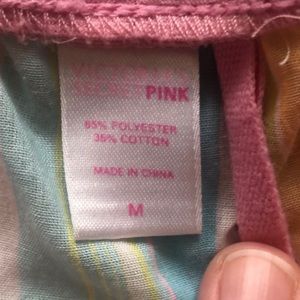 VICTORIA'S
SECRET PINK
65% POLYESTER
35% COTTON
MADE IN CHINA
M